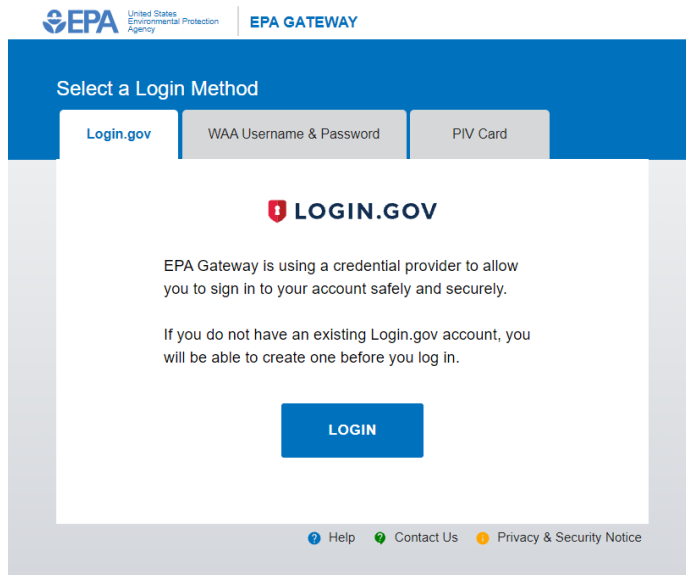 EPA
United States
Environmental Protection
Agency
EPA GATEWAY
Select a Login Method
Login.gov
WAA Username & Password
PIV Card
LOGIN.GOV
EPA Gateway is using a credential provider to allow
you to sign in to your account safely and securely.
If you do not have an existing Login.gov account, you
will be able to create one before you log in.
LOGIN
? Help
? Contact Us
! Privacy & Security Notice